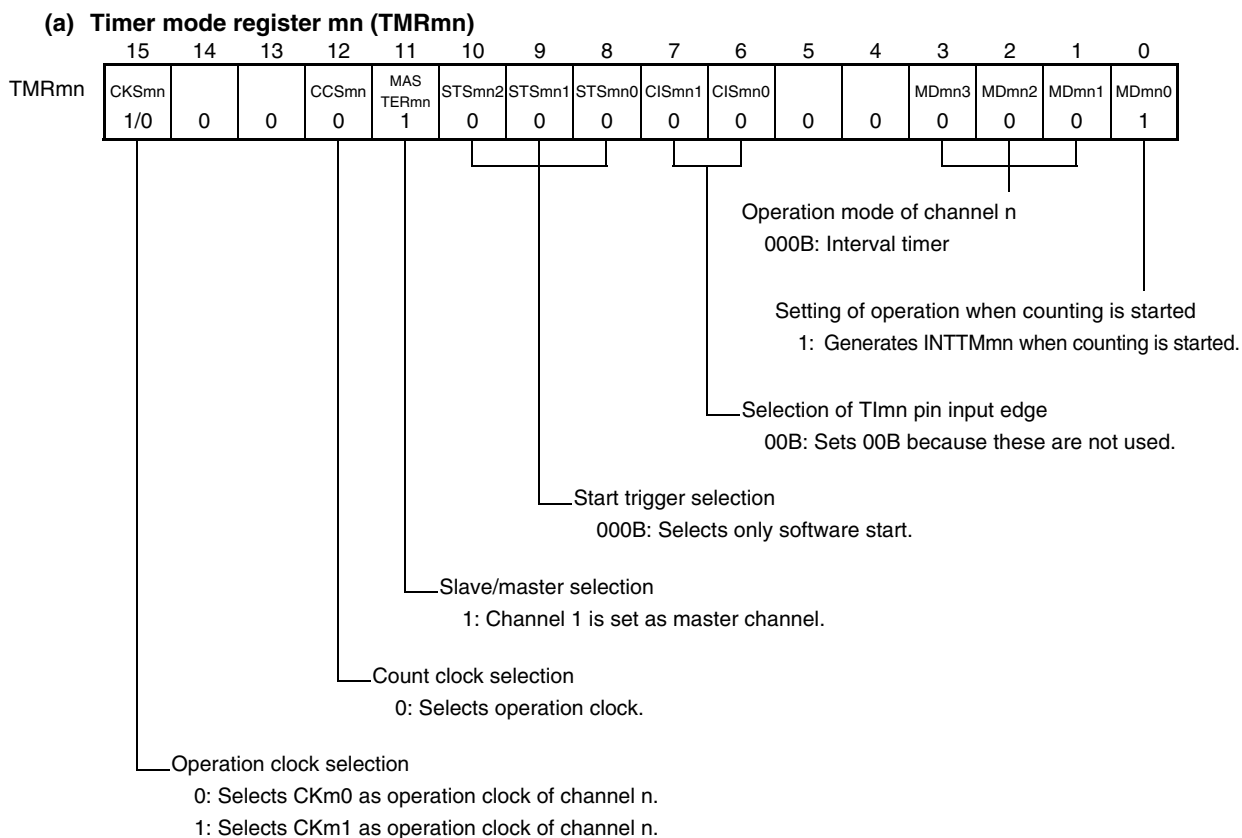 (a) Timer mode register mn (TMRmn)
15 14 13 12 11 10 9 8 7 6 5 4 3 2 1 0
TMRmn CKSmn CCSmn MAS TERmn STSmn2 STSmn1 STSmn0 CISmn1 CISmn0 MDmn3 MDmn2 MDmn1 MDmn0
1/0 0 0 0 1 0 0 0 0 0 0 0 0 0 0 1
Operation mode of channel n
000B: Interval timer
Setting of operation when counting is started
1: Generates INTTMmn when counting is started.
Selection of TImn pin input edge
00B: Sets 00B because these are not used.
Start trigger selection
000B: Selects only software start.
Slave/master selection
1: Channel 1 is set as master channel.
Count clock selection
0: Selects operation clock.
Operation clock selection
0: Selects CKm0 as operation clock of channel n.
1: Selects CKm1 as operation clock of channel n.